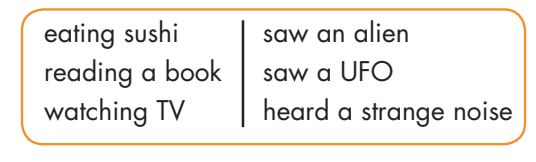 eating sushi
reading a book
watching TV
saw an alien
saw a UFO
heard a strange noise